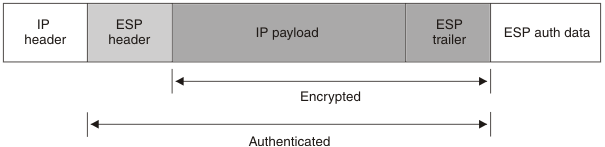 IP
header
ESP
header
IP payload
ESP
trailer
ESP auth data
Encrypted
Authenticated